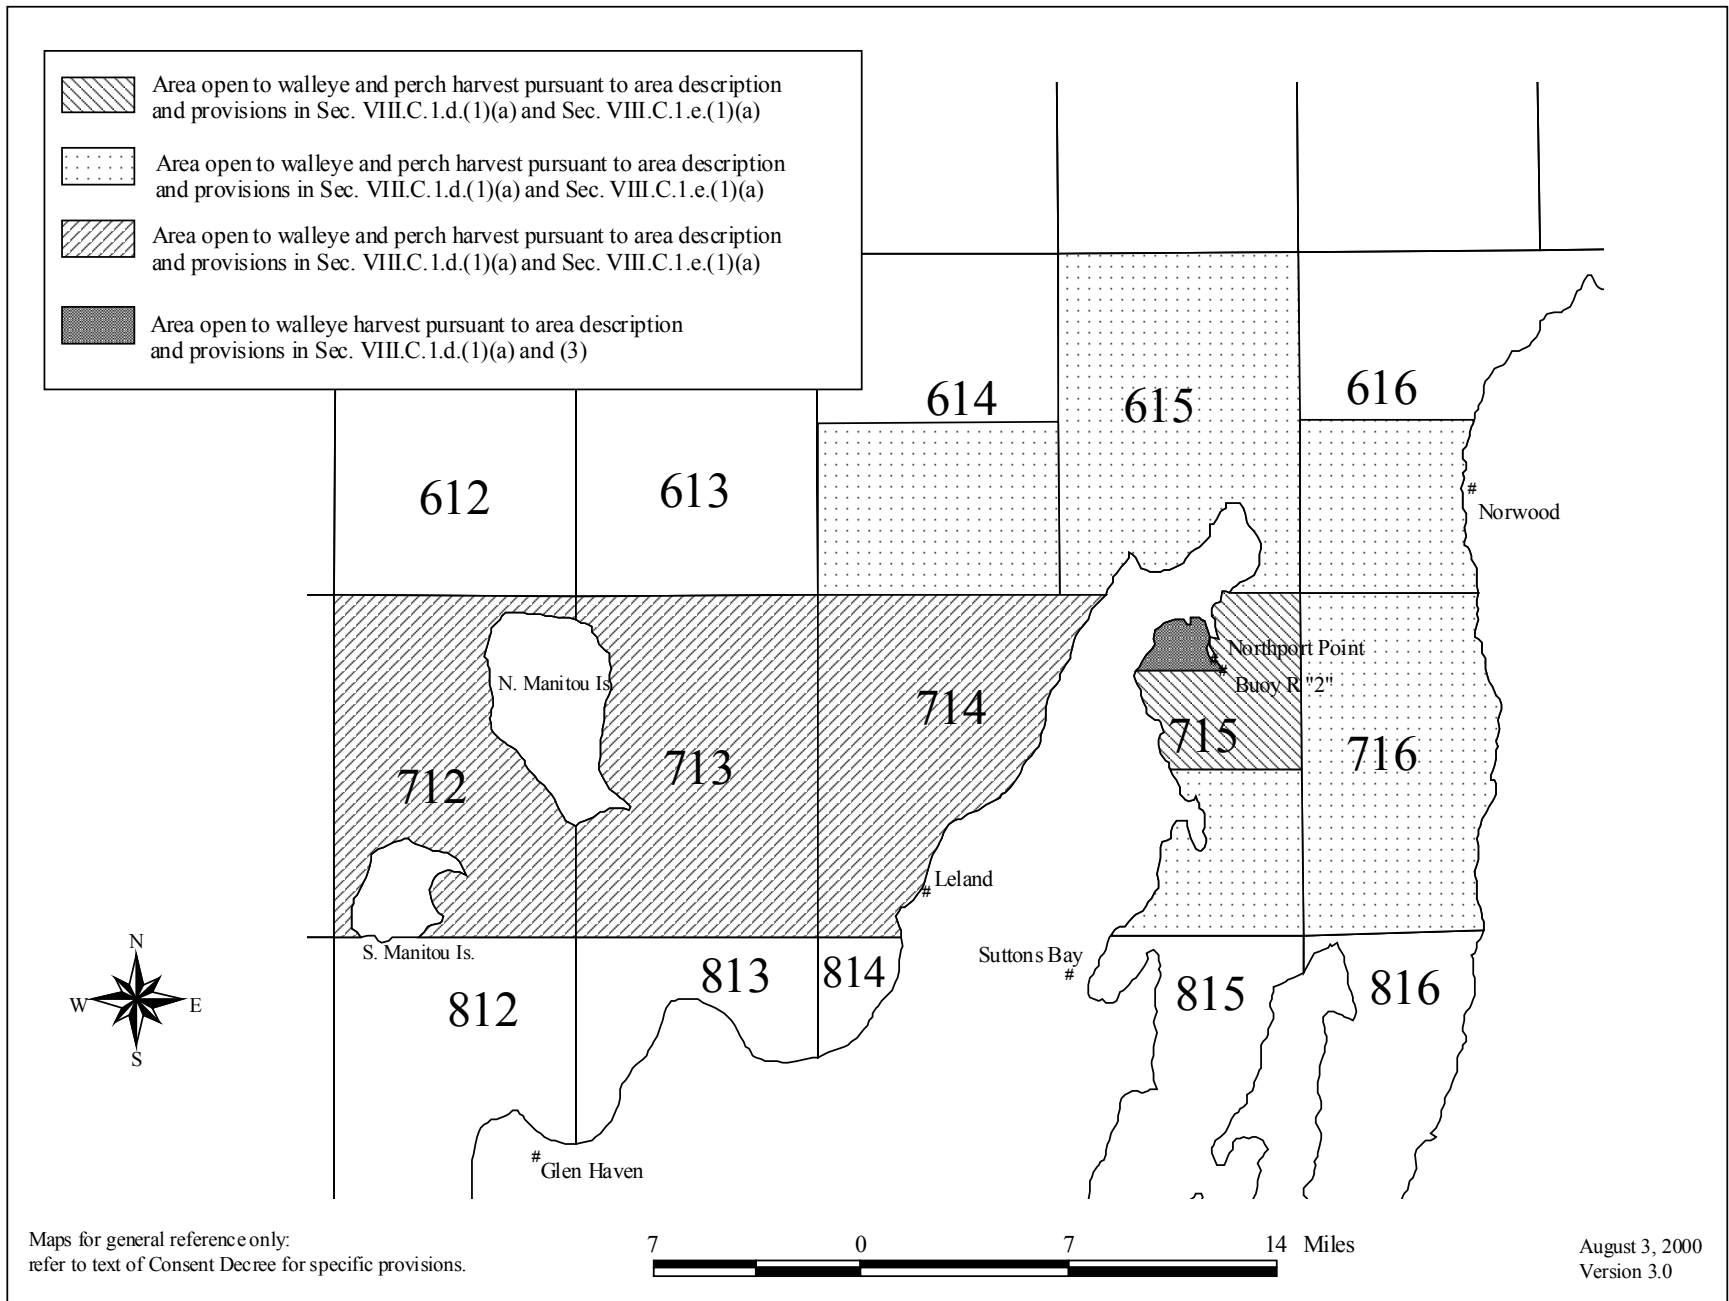 Area open to walleye and perch harvest pursuant to area description
and provisions in Sec. VIII.C.1.d.(1)(a) and Sec. VIII.C.1.e.(1)(a)
Area open to walleye and perch harvest pursuant to area description
and provisions in Sec. VIII.C.1.d.(1)(a) and Sec. VIII.C.1.e.(1)(a)
Area open to walleye and perch harvest pursuant to area description
and provisions in Sec. VIII.C.1.d.(1)(a) and Sec. VIII.C.1.e.(1)(a)
Area open to walleye harvest pursuant to area description
and provisions in Sec. VIII.C.1.d.(1)(a) and (3)
614
615
616
612
613
#
Norwood
# Northport Point
#
Buoy R "2"
N. Manitou Is
714
715
716
713
712
Leland
#
S. Manitou Is.
Suttons Bay
#
813
814
815
816
812
N
W
E
S
#
Glen Haven
Maps for general reference only:
refer to text of Consent Decree for specific provisions.
7 0 7 14 Miles
August 3, 2000
Version 3.0